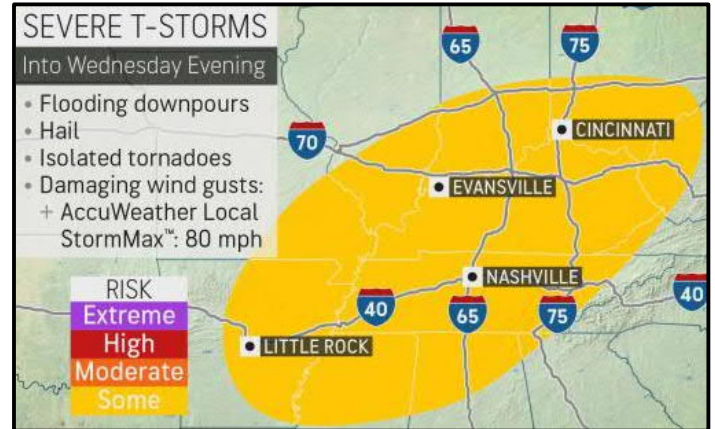 SEVERE T-STORMS
Into Wednesday Evening
• Flooding downpours
• Hail
• Isolated tornadoes
• Damaging wind gusts:
+ AccuWeather Local
StormMax™: 80 mph
65
75
70
CINCINNATI
EVANSVILLE
NASHVILLE
40
65
75
40
LITTLE ROCK
RISK
Extreme
High
Moderate
Some